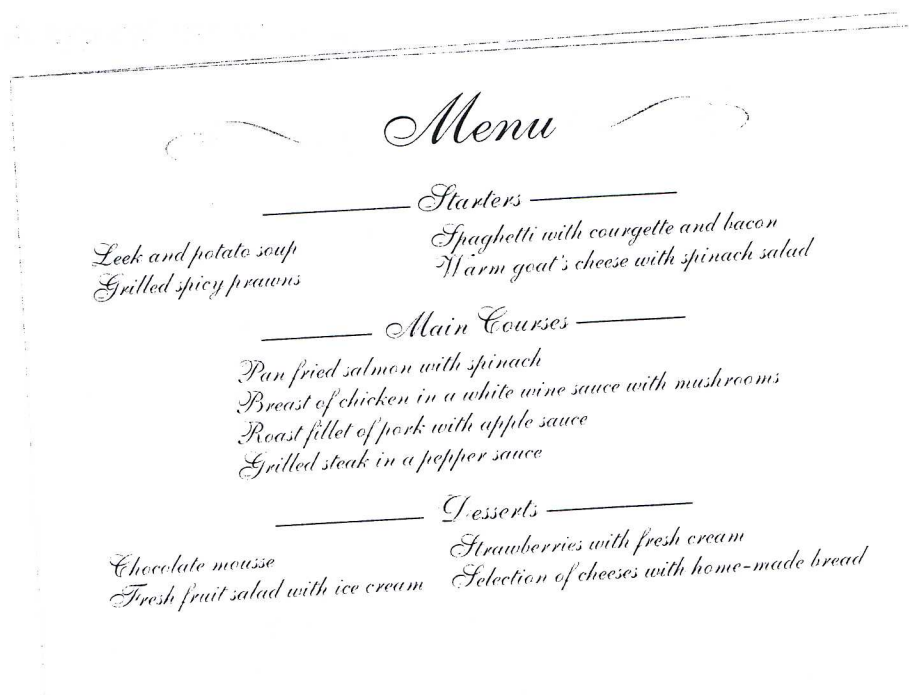 Menu
Starters
Leek and potato soup
Grilled spicy prawns
Spaghetti with courgette and bacon
Warm goat's cheese with spinach salad
Main Courses
Pan fried salmon with spinach
Breast of chicken in a white wine sauce with mushrooms
Roast fillet of pork with apple sauce
Grilled steak in a pepper sauce
Desserts
Chocolate mousse
Fresh fruit salad with ice cream
Strawberries with fresh cream
Selection of cheeses with home-made bread